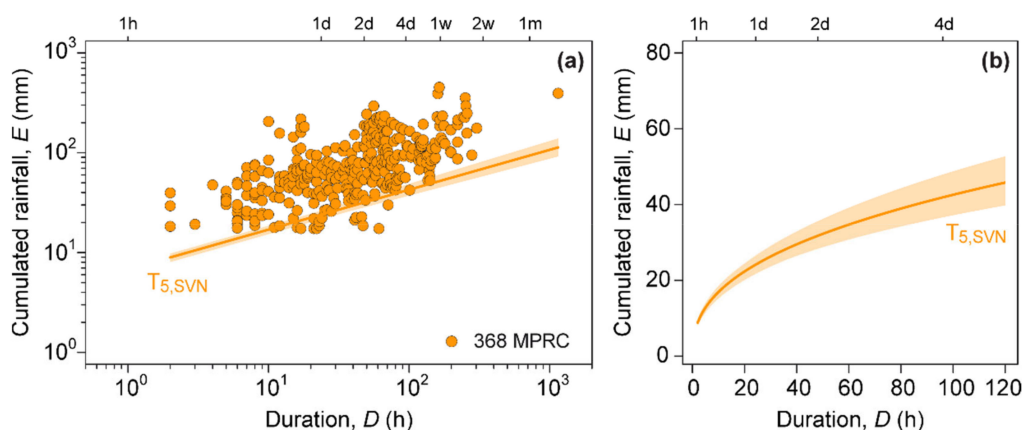 1h 1d 2d 4d 1w 2w 1m
10³
10²
10¹
10⁰
Cumulated rainfall, E (mm)
(a)
T5,SVN
368 MPRC
10⁰ 10¹ 10² 10³
Duration, D (h)
1h 1d 2d 4d
80
60
40
20
0
Cumulated rainfall, E (mm)
(b)
T5,SVN
0 20 40 60 80 100 120
Duration, D (h)